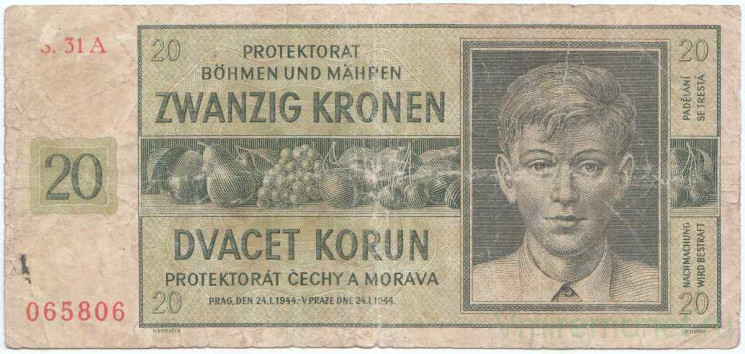 S. 31 A
20
PROTEKTORAT
BÖHMEN UND MÄHREN
ZWANZIG KRONEN
20
DVACET KORUN
PROTEKTORÁT ČECHY A MORAVA
20
PRAG, DEN 24.I.1944.-V PRAZE DNE 24.I.1944.
065806
20
PADĚLÁNÍ
SE TRESTÁ
NACHMACHUNG
WIRD BESTRAFT
20